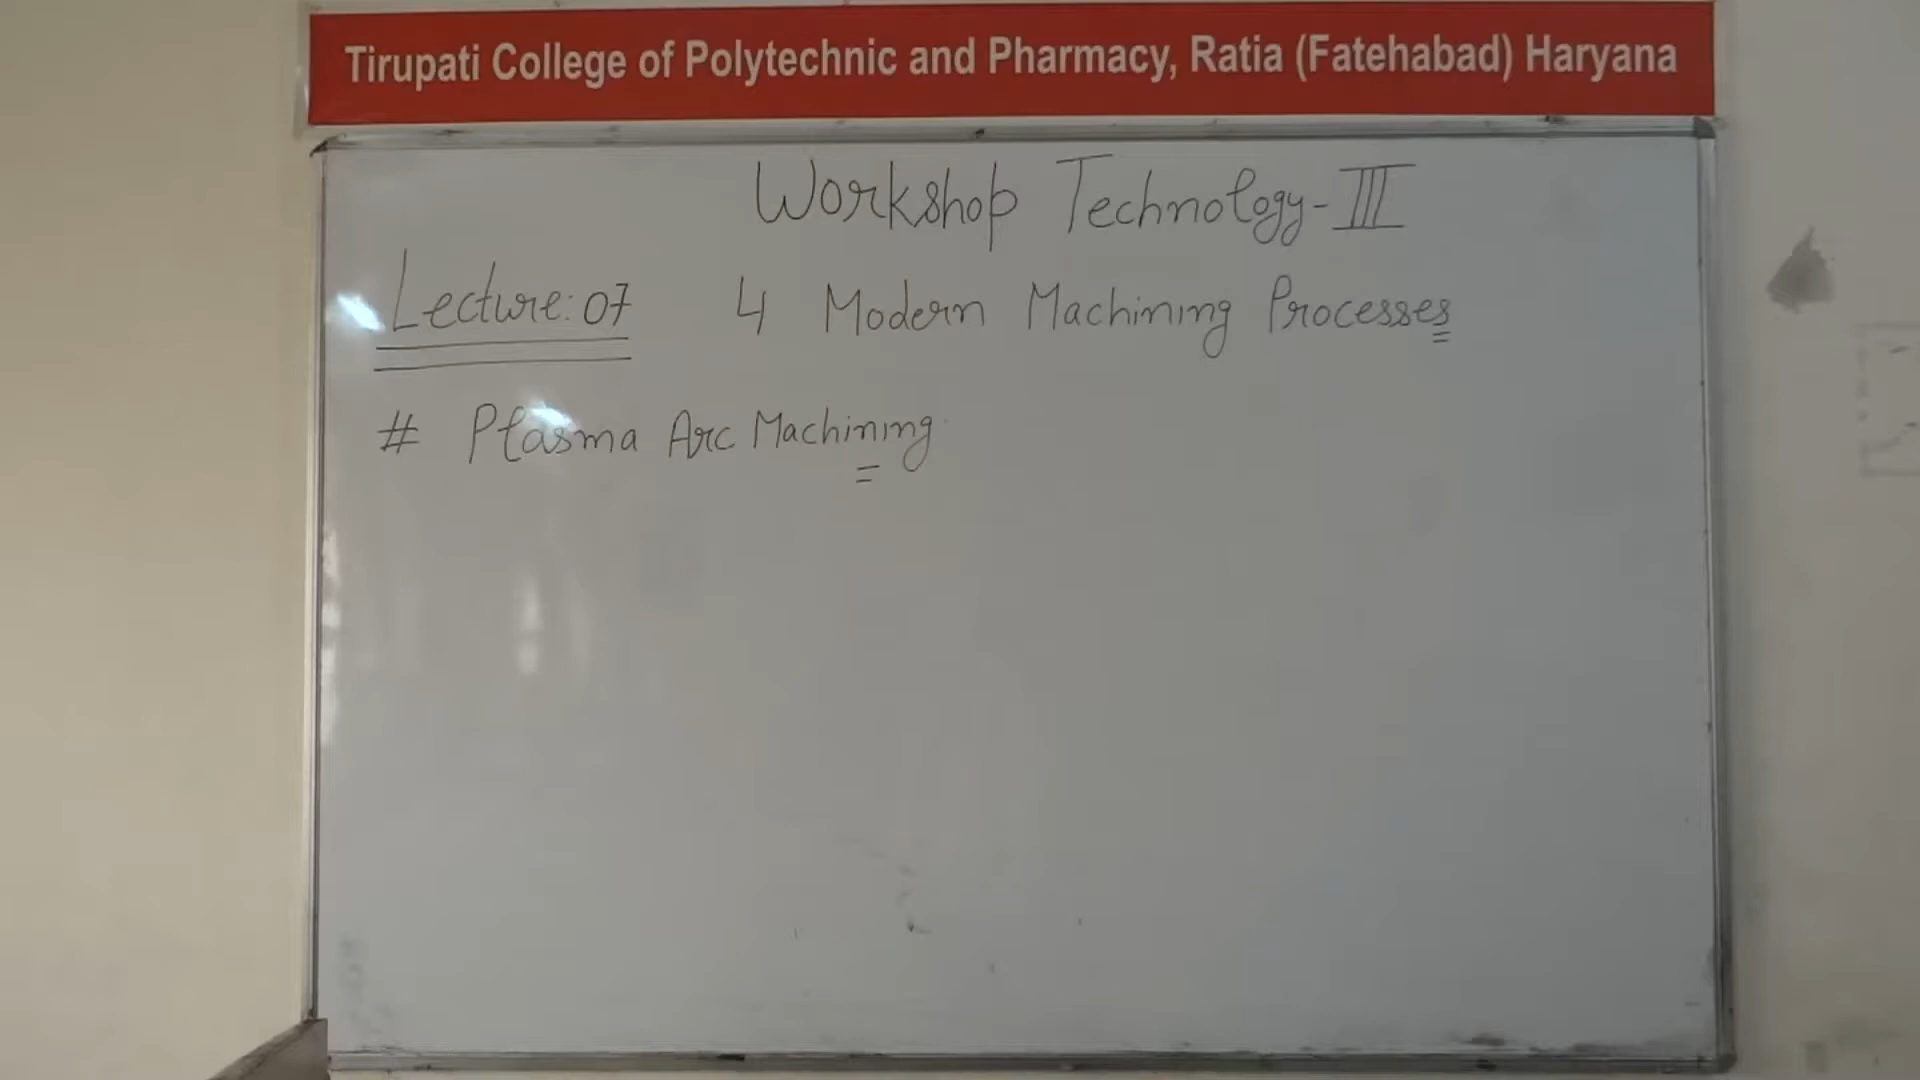 Tirupati College of Polytechnic and Pharmacy, Ratia (Fatehabad) Haryana
Workshop Technology-III
Lecture: 07 4 Modern Machining Processes
# Plasma Arc Machining